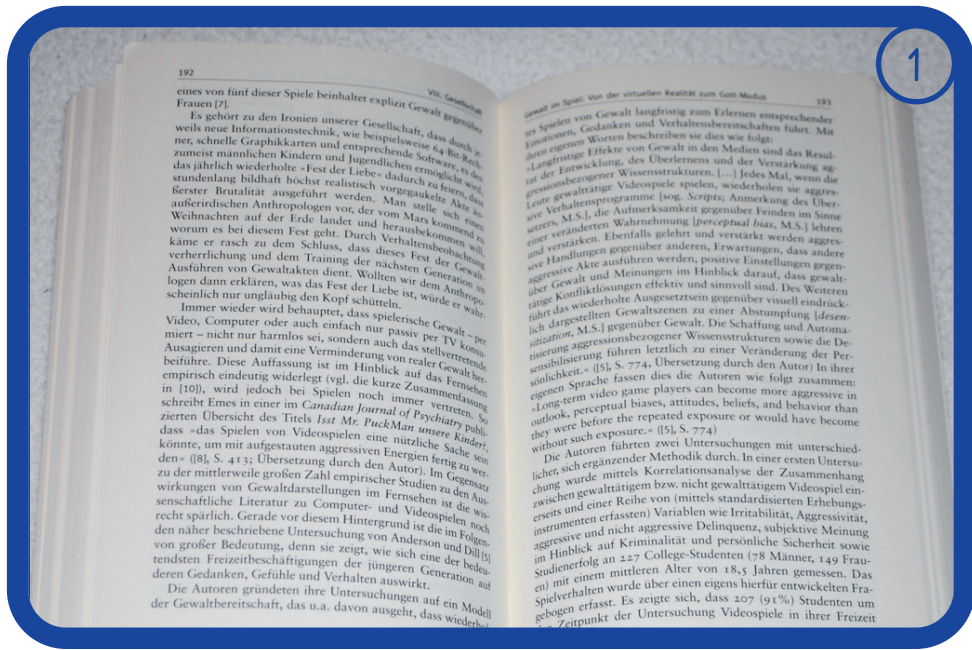 1
192
VIII. Gesellschaft
eines von fünf dieser Spiele beinhaltet explizit Gewalt gegenüber
Frauen [7].
Es gehört zu den Ironien unserer Gesellschaft, dass durch je-
weils neue Informationstechnik, wie beispielsweise 64-Bit-Rech-
ner, schnelle Graphikkarten und entsprechende Software, es den
zumeist männlichen Kindern und Jugendlichen ermöglicht wird,
das jährlich wiederholte »Fest der Liebe« dadurch zu feiern, dass
stundenlang bildhaft höchst realistisch vorgegaukelte Akte äu-
ßerster Brutalität ausgeführt werden. Man stelle sich einen
außerirdischen Anthropologen vor, der vom Mars kommend zu
Weihnachten auf der Erde landet und herausbekommen will,
worum es bei diesem Fest geht. Durch Verhaltensbeobachtung
käme er rasch zu dem Schluss, dass dieses Fest der Gewalt-
verherrlichung und dem Training der nächsten Generation im
Ausführen von Gewaltakten dient. Wollten wir dem Anthropo-
logen dann erklären, was das Fest der Liebe ist, würde er wahr-
scheinlich nur ungläubig den Kopf schütteln.
Immer wieder wird behauptet, dass spielerische Gewalt – per
Video, Computer oder auch einfach nur passiv per TV konsu-
miert – nicht nur harmlos sei, sondern auch das stellvertretende
Ausagieren und damit eine Verminderung von realer Gewalt her-
beiführe. Diese Auffassung ist im Hinblick auf das Fernsehen
empirisch eindeutig widerlegt (vgl. die kurze Zusammenfassung
in [10]), wird jedoch bei Spielen noch immer vertreten. So
schreibt Emes in einer im Canadian Journal of Psychiatry publi-
zierten Übersicht des Titels Isst Mr. PuckMan unsere Kinder?,
dass »das Spielen von Videospielen eine nützliche Sache sein
könnte, um mit aufgestauten aggressiven Energien fertig zu wer-
den« ([8], S. 413; Übersetzung durch den Autor). Im Gegensatz
zu der mittlerweile großen Zahl empirischer Studien zu den Aus-
wirkungen von Gewaltdarstellungen im Fernsehen ist die wis-
senschaftliche Literatur zu Computer- und Videospielen noch
recht spärlich. Gerade vor diesem Hintergrund ist die im Folgen-
den näher beschriebene Untersuchung von Anderson und Dill [5]
von großer Bedeutung, denn sie zeigt, wie sich eine der bedeu-
tendsten Freizeitbeschäftigungen der jüngeren Generation auf
deren Gedanken, Gefühle und Verhalten auswirkt.
Die Autoren gründeten ihre Untersuchungen auf ein Modell
der Gewaltbereitschaft, das u.a. davon ausgeht, dass wiederhol-
Gewalt im Spiel: Von der virtuellen Realität zum Gott-Modus
193
tes Spielen von Gewalt langfristig zum Erlernen entsprechender
Emotionen, Gedanken und Verhaltensbereitschaften führt. Mit
ihren eigenen Worten beschreiben sie dies wie folgt:
»Langfristige Effekte von Gewalt in den Medien sind das Resul-
tat der Entwicklung, des Überlernens und der Verstärkung ag-
gressionsbezogener Wissensstrukturen. [...] Jedes Mal, wenn die
Leute gewalttätige Videospiele spielen, wiederholen sie aggres-
sive Verhaltensprogramme [sog. Scripts; Anmerkung des Über-
setzers, M.S.], die Aufmerksamkeit gegenüber Feinden im Sinne
einer veränderten Wahrnehmung [perceptual bias, M.S.] lehren
und verstärken. Ebenfalls gelehrt und verstärkt werden aggres-
sive Handlungen gegenüber anderen, Erwartungen, dass andere
aggressive Akte ausführen werden, positive Einstellungen gegen-
über Gewalt und Meinungen im Hinblick darauf, dass gewalt-
tätige Konfliktlösungen effektiv und sinnvoll sind. Des Weiteren
führt das wiederholte Ausgesetztsein gegenüber visuell eindrück-
lich dargestellten Gewaltszenen zu einer Abstumpfung [desen-
sitization, M.S.] gegenüber Gewalt. Die Schaffung und Automa-
tisierung aggressionsbezogener Wissensstrukturen sowie die De-
sensibilisierung führen letztlich zu einer Veränderung der Per-
sönlichkeit.« ([5], S. 774, Übersetzung durch den Autor) In ihrer
eigenen Sprache fassen dies die Autoren wie folgt zusammen:
»Long-term video game players can become more aggressive in
outlook, perceptual biases, attitudes, beliefs, and behavior than
they were before the repeated exposure or would have become
without such exposure.« ([5], S. 774)
Die Autoren führten zwei Untersuchungen mit unterschied-
licher, sich ergänzender Methodik durch. In einer ersten Untersu-
chung wurde mittels Korrelationsanalyse der Zusammenhang
zwischen gewalttätigem bzw. nicht gewalttätigem Videospiel ein-
erseits und einer Reihe von (mittels standardisierten Erhebungs-
instrumenten erfassten) Variablen wie Irritabilität, Aggressivität,
aggressive und nicht aggressive Delinquenz, subjektive Meinung
im Hinblick auf Kriminalität und persönliche Sicherheit sowie
Studienerfolg an 227 College-Studenten (78 Männer, 149 Frau-
en) mit einem mittleren Alter von 18,5 Jahren gemessen. Das
Spielverhalten wurde über einen eigens hierfür entwickelten Fra-
gebogen erfasst. Es zeigte sich, dass 207 (91%) Studenten um
Zeitpunkt der Untersuchung Videospiele in ihrer Freizeit